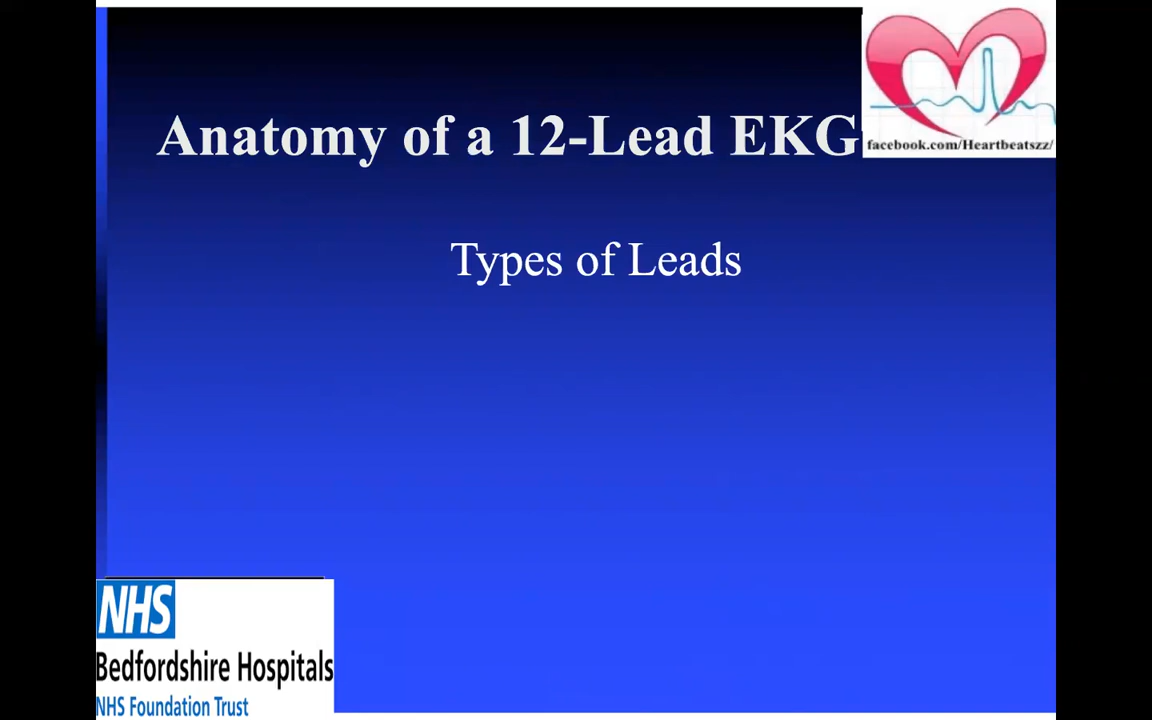 Anatomy of a 12-Lead EKG
facebook.com/Heartbeatszz/
Types of Leads
NHS
Bedfordshire Hospitals
NHS Foundation Trust